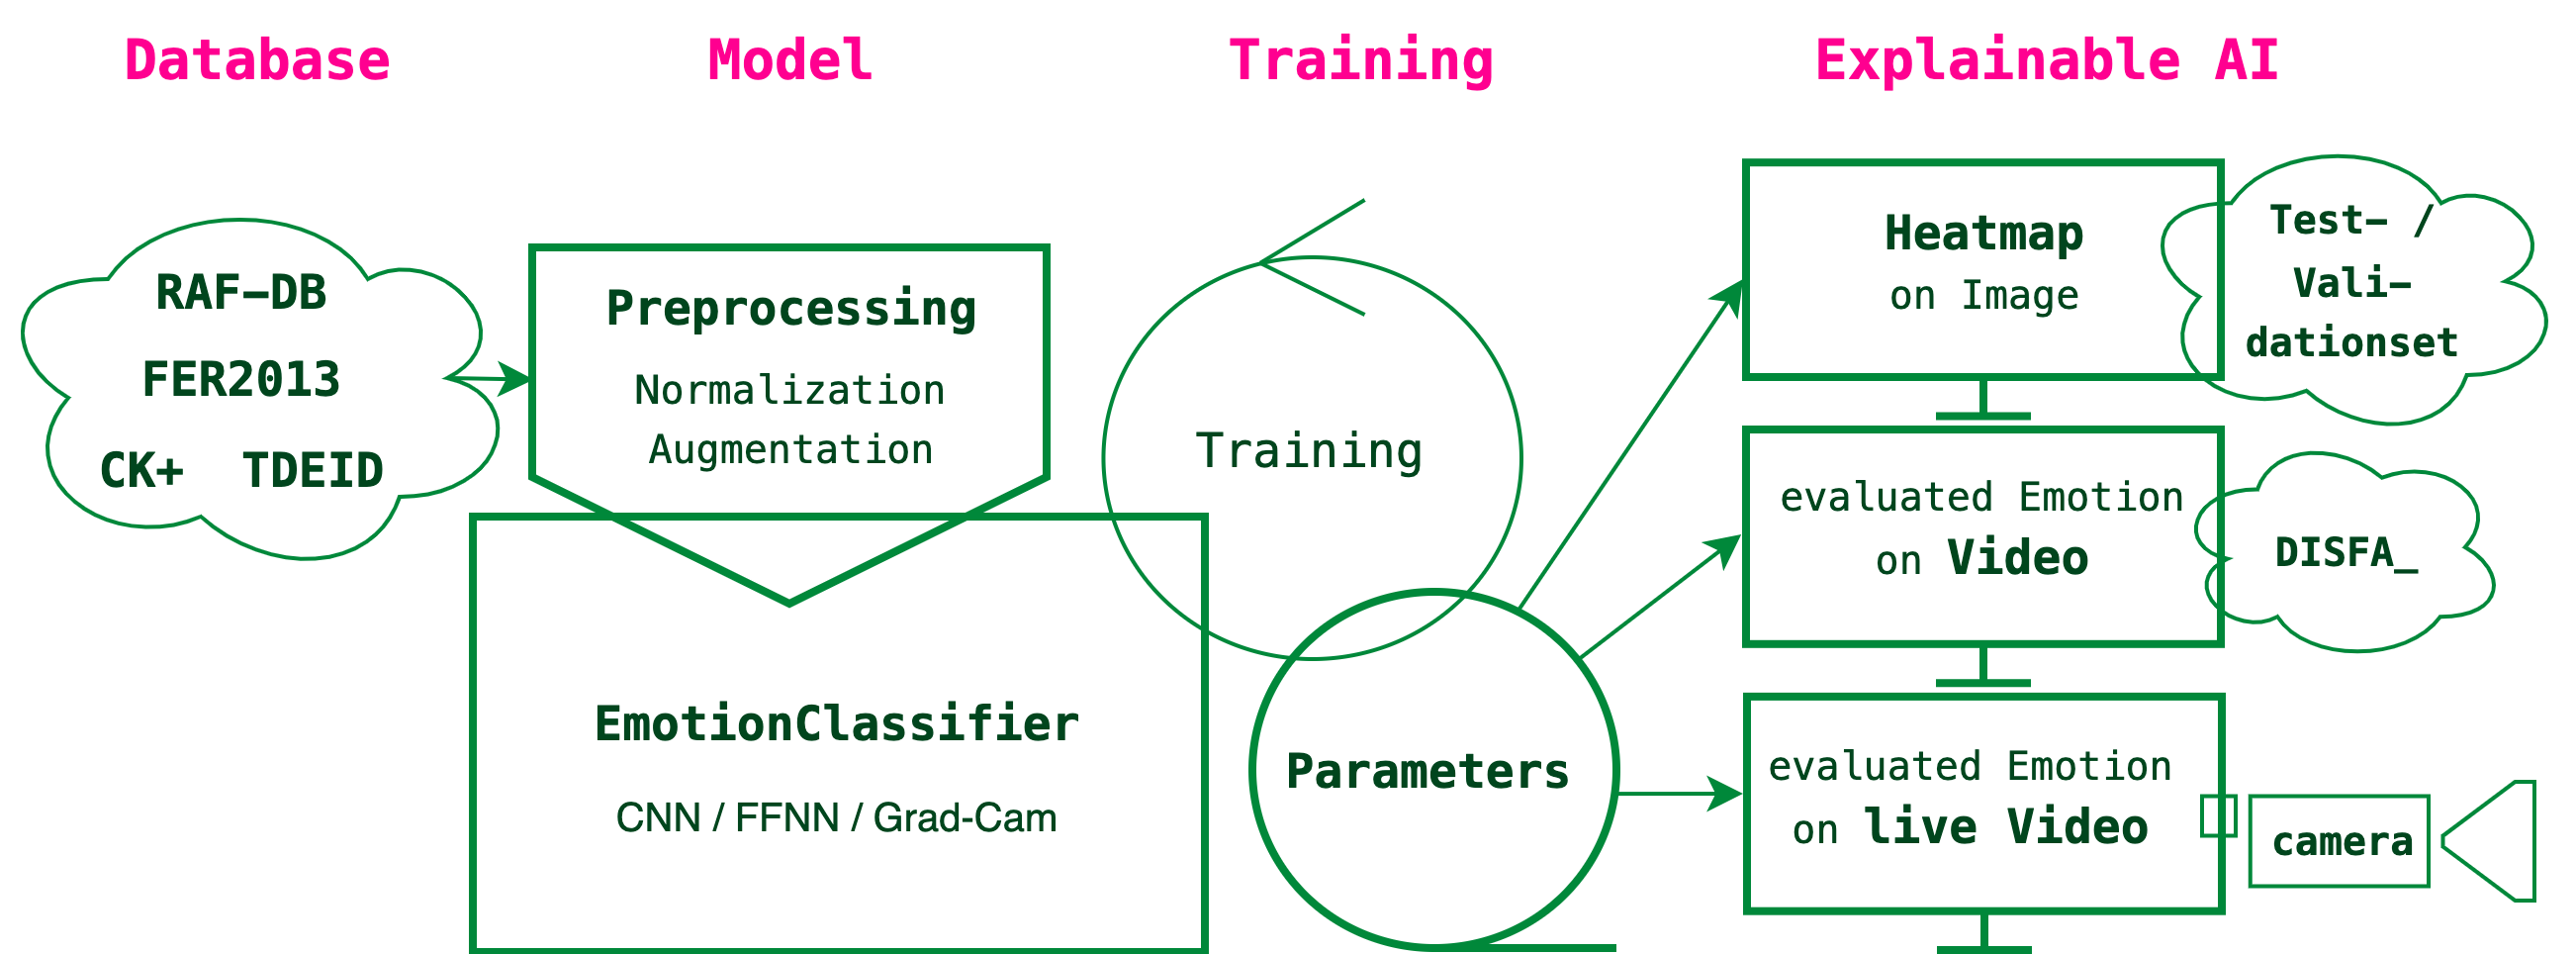 Database
Model
Training
Explainable AI
RAF–DB
FER2013
CK+ TDEID
Preprocessing
Normalization
Augmentation
EmotionClassifier
CNN / FFNN / Grad-Cam
Training
Parameters
Heatmap
on Image
Test– /
Vali–
dationset
evaluated Emotion
on Video
DISFA_
evaluated Emotion
on live Video
camera